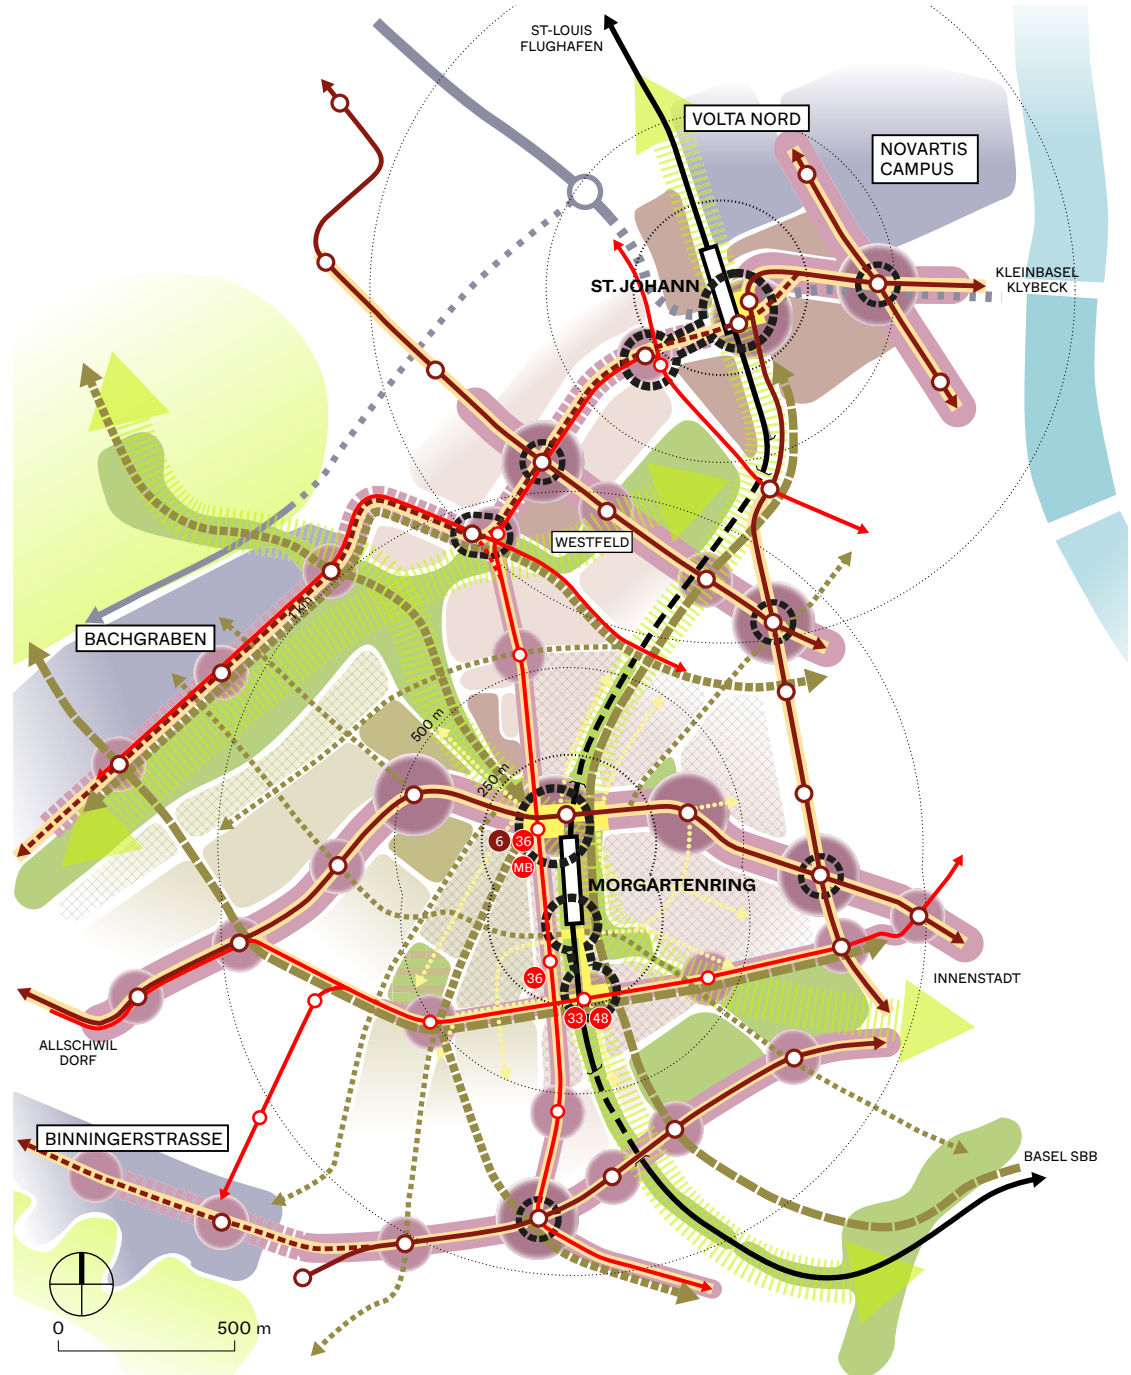 ST-LOUIS
FLUGHAFEN
VOLTA NORD
NOVARTIS
CAMPUS
ST. JOHANN
KLEINBASEL
KLYBECK
WESTFELD
1 km
BACHGRABEN
500 m
250 m
6
36
MB
MORGARTENRING
36
INNENSTADT
33
48
ALLSCHWIL
DORF
BINNINGERSTRASSE
BASEL SBB
0
500 m